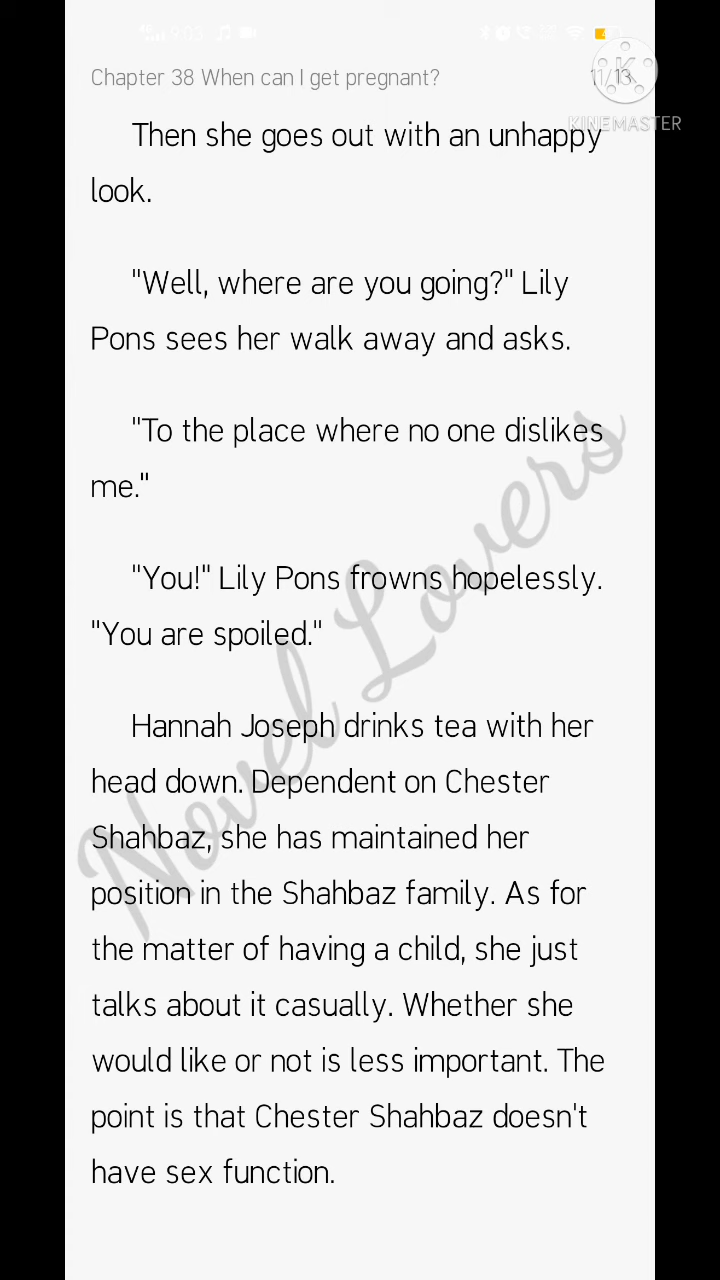 9:03
Chapter 38 When can I get pregnant?
11/13
KINEMASTER
Then she goes out with an unhappy
look.
"Well, where are you going?" Lily
Pons sees her walk away and asks.
"To the place where no one dislikes
me."
"You!" Lily Pons frowns hopelessly.
"You are spoiled."
Hannah Joseph drinks tea with her
head down. Dependent on Chester
Shahbaz, she has maintained her
position in the Shahbaz family. As for
the matter of having a child, she just
talks about it casually. Whether she
would like or not is less important. The
point is that Chester Shahbaz doesn't
have sex function.
Novel Lovers